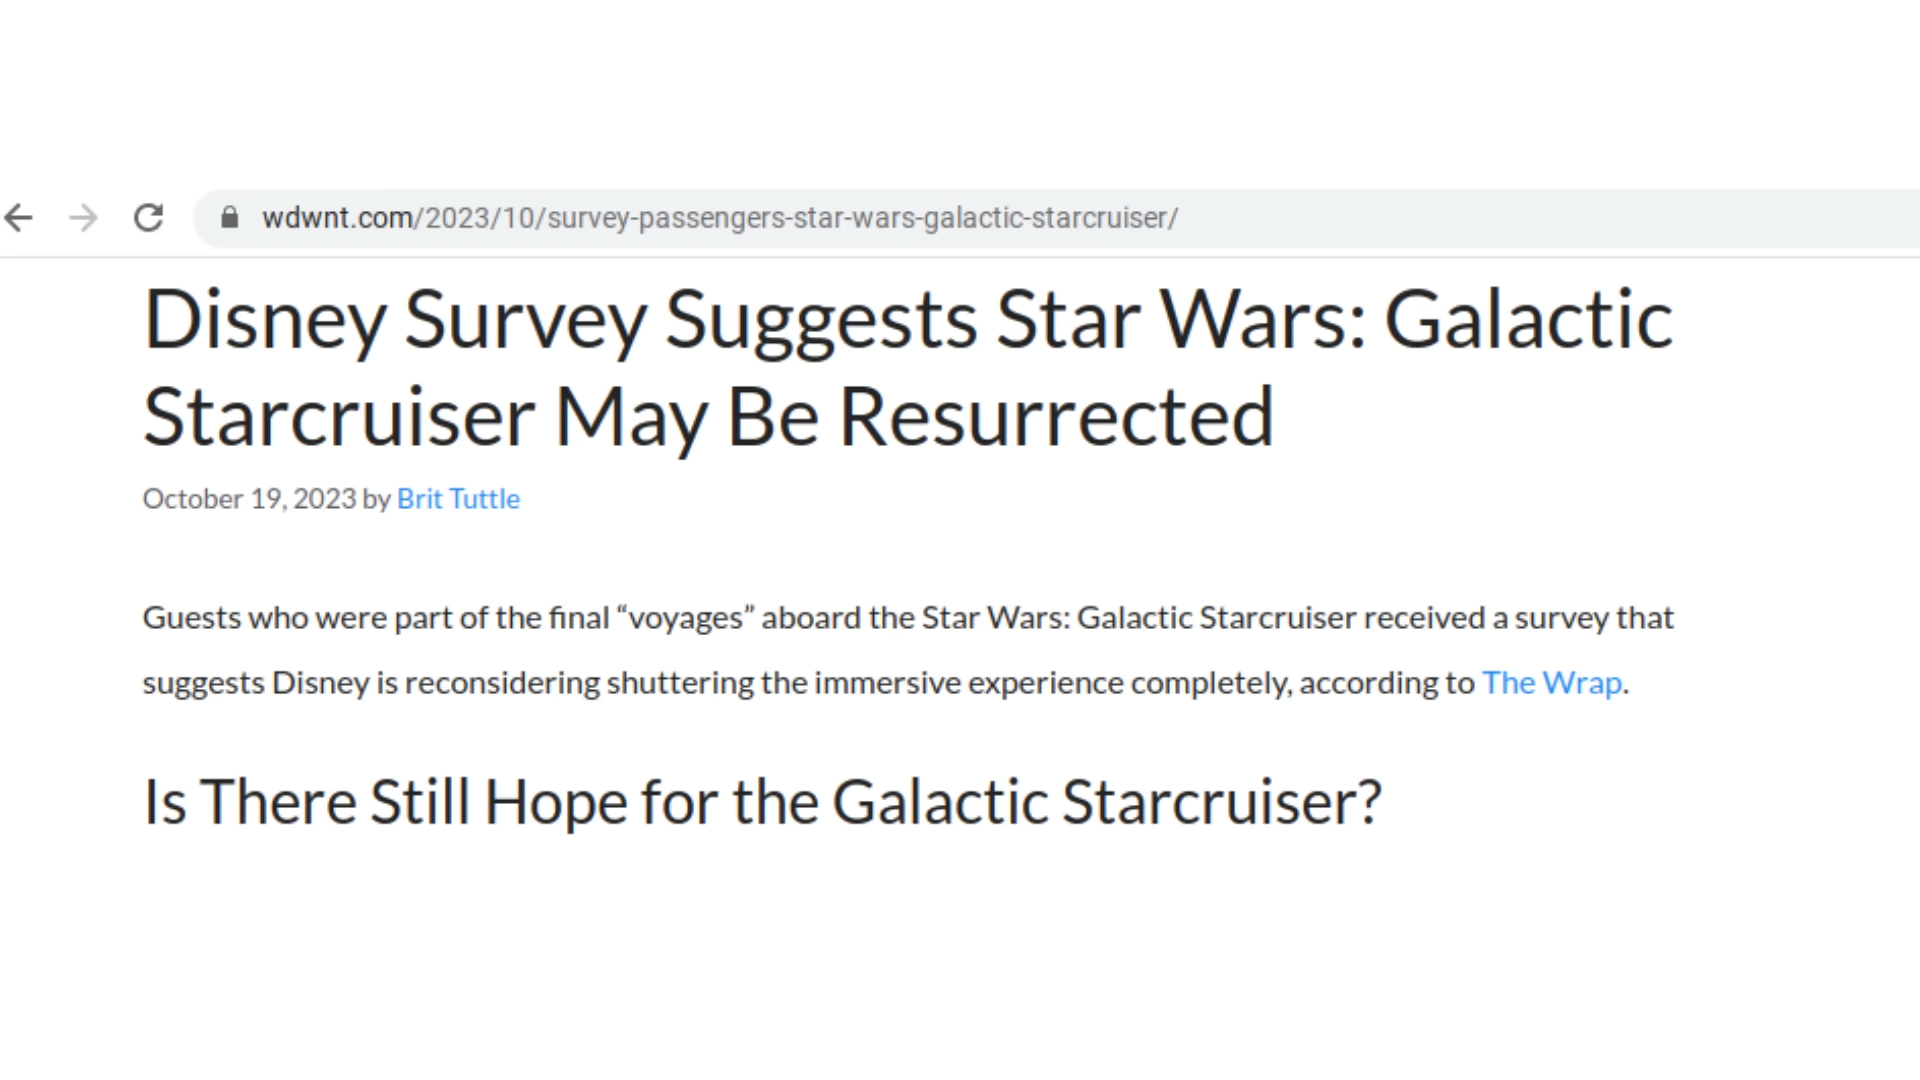 wdwnt.com/2023/10/survey-passengers-star-wars-galactic-starcruiser/
Disney Survey Suggests Star Wars: Galactic
Starcruiser May Be Resurrected
October 19, 2023 by Brit Tuttle
Guests who were part of the final “voyages” aboard the Star Wars: Galactic Starcruiser received a survey that
suggests Disney is reconsidering shuttering the immersive experience completely, according to The Wrap.
Is There Still Hope for the Galactic Starcruiser?